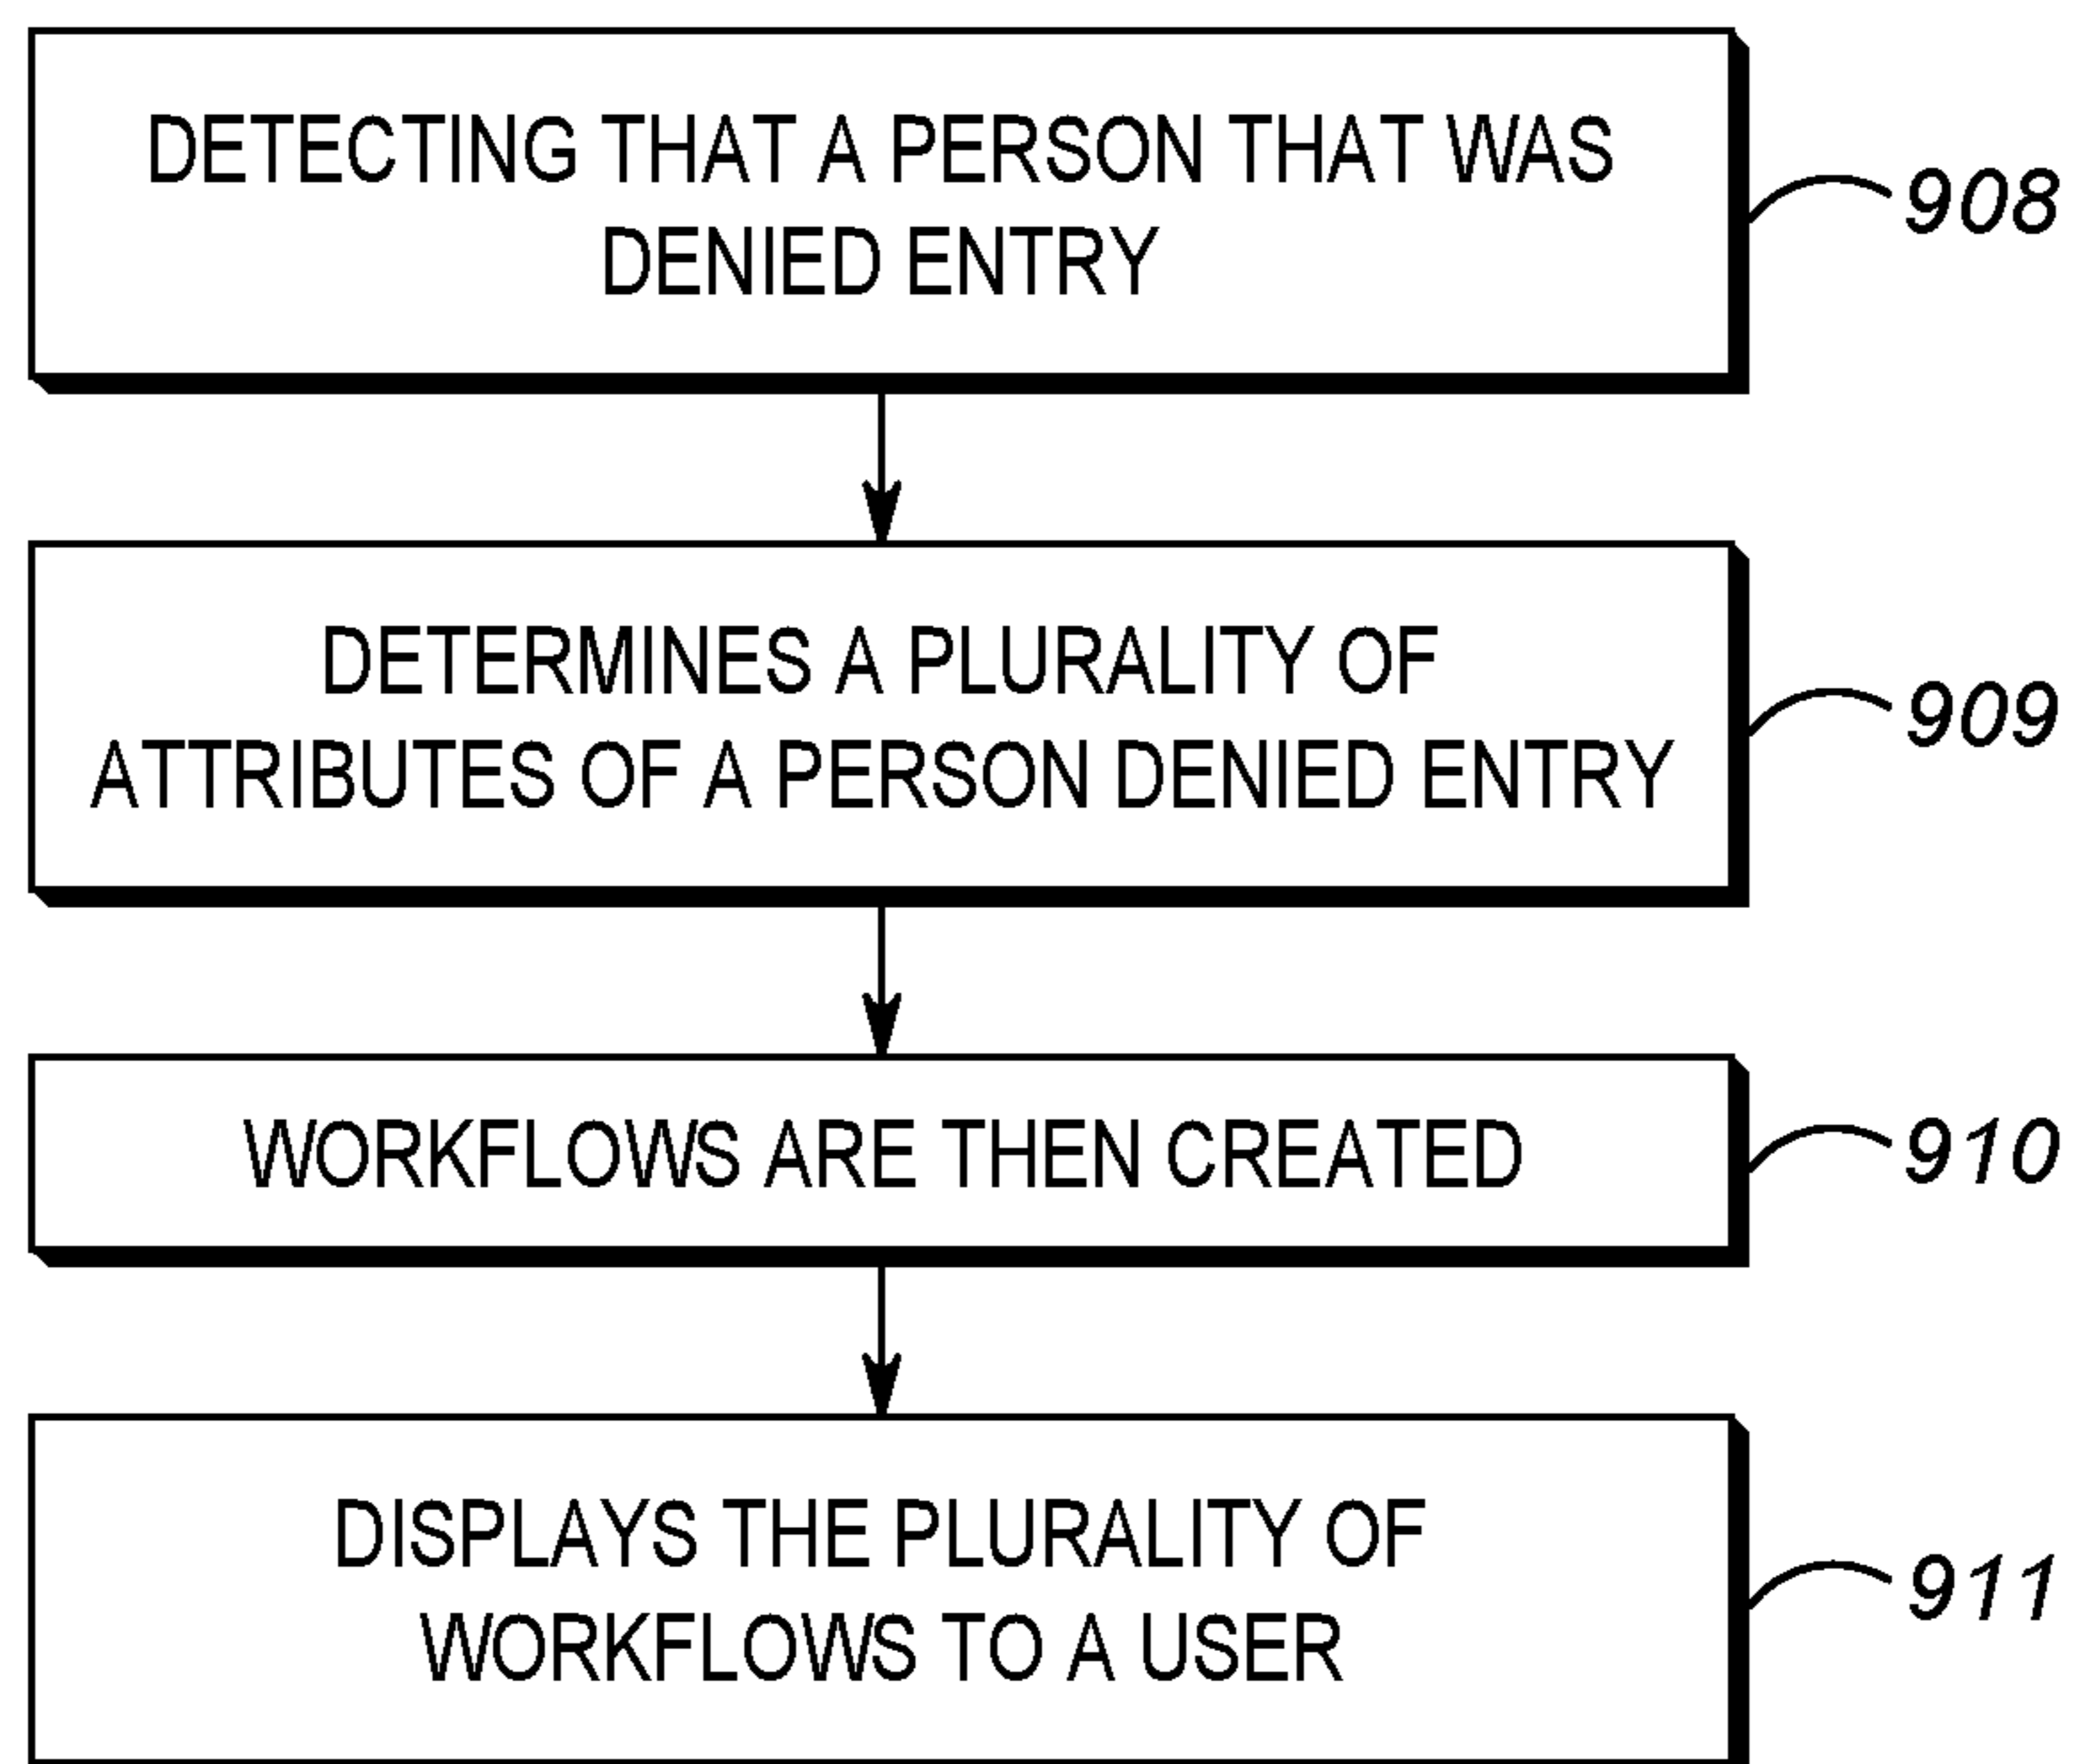 DETECTING THAT A PERSON THAT WAS
DENIED ENTRY
908
DETERMINES A PLURALITY OF
ATTRIBUTES OF A PERSON DENIED ENTRY
909
WORKFLOWS ARE THEN CREATED
910
DISPLAYS THE PLURALITY OF
WORKFLOWS TO A USER
911